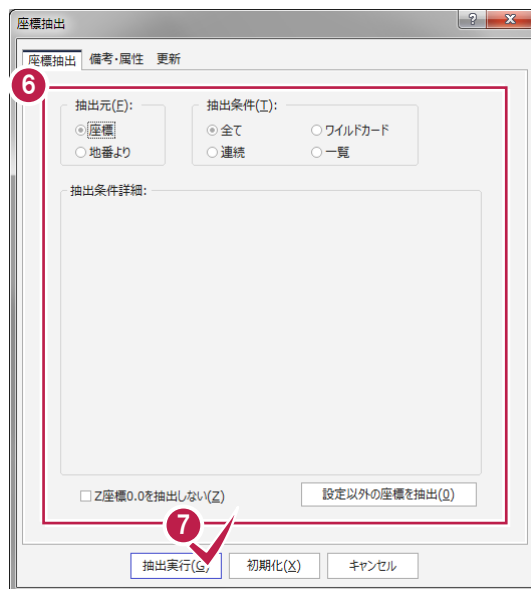 座標抽出
?
X
座標抽出 備考・属性 更新
6
抽出元(F): 抽出条件(T):
座標 全て ワイルドカード
地番より 連続 一覧
抽出条件詳細:
Z座標0.0を抽出しない(Z) 設定以外の座標を抽出(O)
7
抽出実行(G) 初期化(X) キャンセル